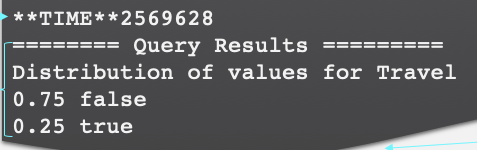 **TIME**2569628
======== Query Results =========
Distribution of values for Travel
0.75 false
0.25 true